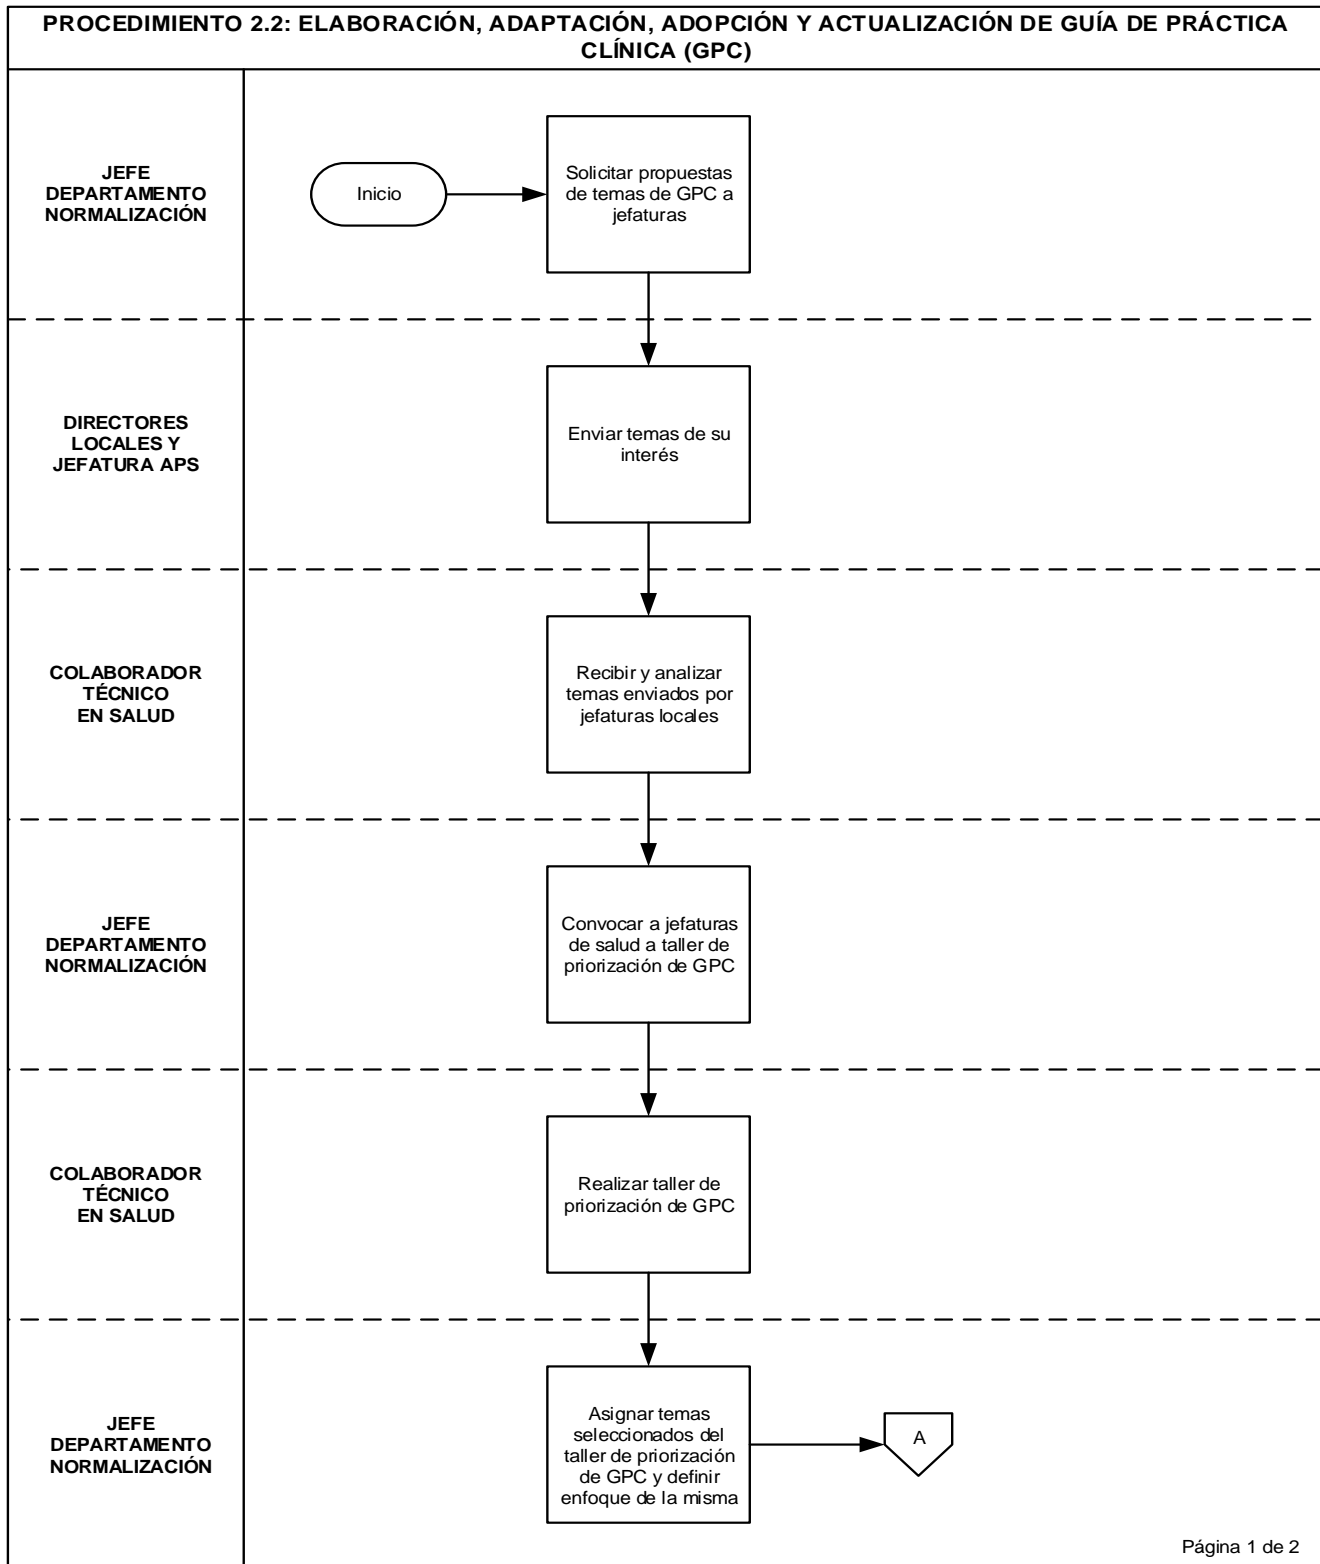 PROCEDIMIENTO 2.2: ELABORACIÓN, ADAPTACIÓN, ADOPCIÓN Y ACTUALIZACIÓN DE GUÍA DE PRÁCTICA
CLÍNICA (GPC)
JEFE
DEPARTAMENTO
NORMALIZACIÓN
Inicio
Solicitar propuestas
de temas de GPC a
jefaturas
DIRECTORES
LOCALES Y
JEFATURA APS
Enviar temas de su
interés
COLABORADOR
TÉCNICO
EN SALUD
Recibir y analizar
temas enviados por
jefaturas locales
JEFE
DEPARTAMENTO
NORMALIZACIÓN
Convocar a jefaturas
de salud a taller de
priorización de GPC
COLABORADOR
TÉCNICO
EN SALUD
Realizar taller de
priorización de GPC
JEFE
DEPARTAMENTO
NORMALIZACIÓN
Asignar temas
seleccionados del
taller de priorización
de GPC y definir
enfoque de la misma
A
Página 1 de 2